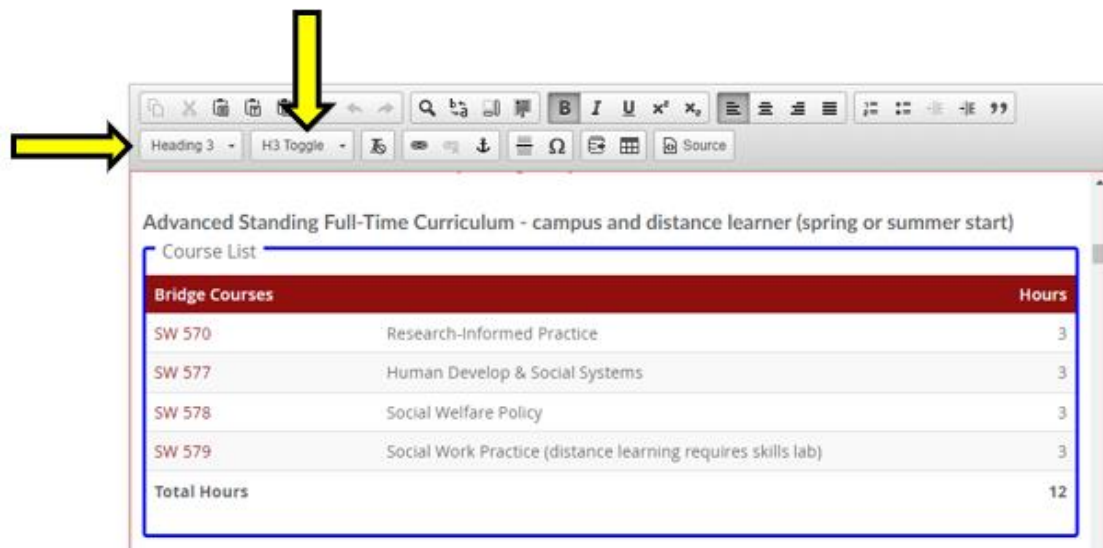 B I U x² xₐ
Heading 3 H3 Toggle Ω Source
Advanced Standing Full-Time Curriculum - campus and distance learner (spring or summer start)
Course List
Bridge Courses Hours
SW 570 Research-Informed Practice 3
SW 577 Human Develop & Social Systems 3
SW 578 Social Welfare Policy 3
SW 579 Social Work Practice (distance learning requires skills lab) 3
Total Hours 12